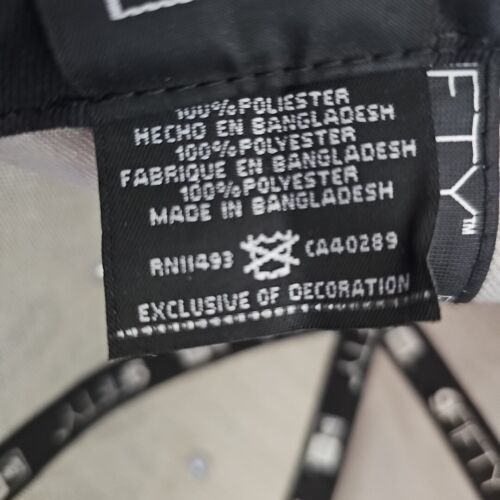 100% POLIESTER
HECHO EN BANGLADESH
100% POLYESTER
FABRIQUE EN BANGLADESH
100% POLYESTER
MADE IN BANGLADESH
RN11493 CA40289
EXCLUSIVE OF DECORATION
FTY™